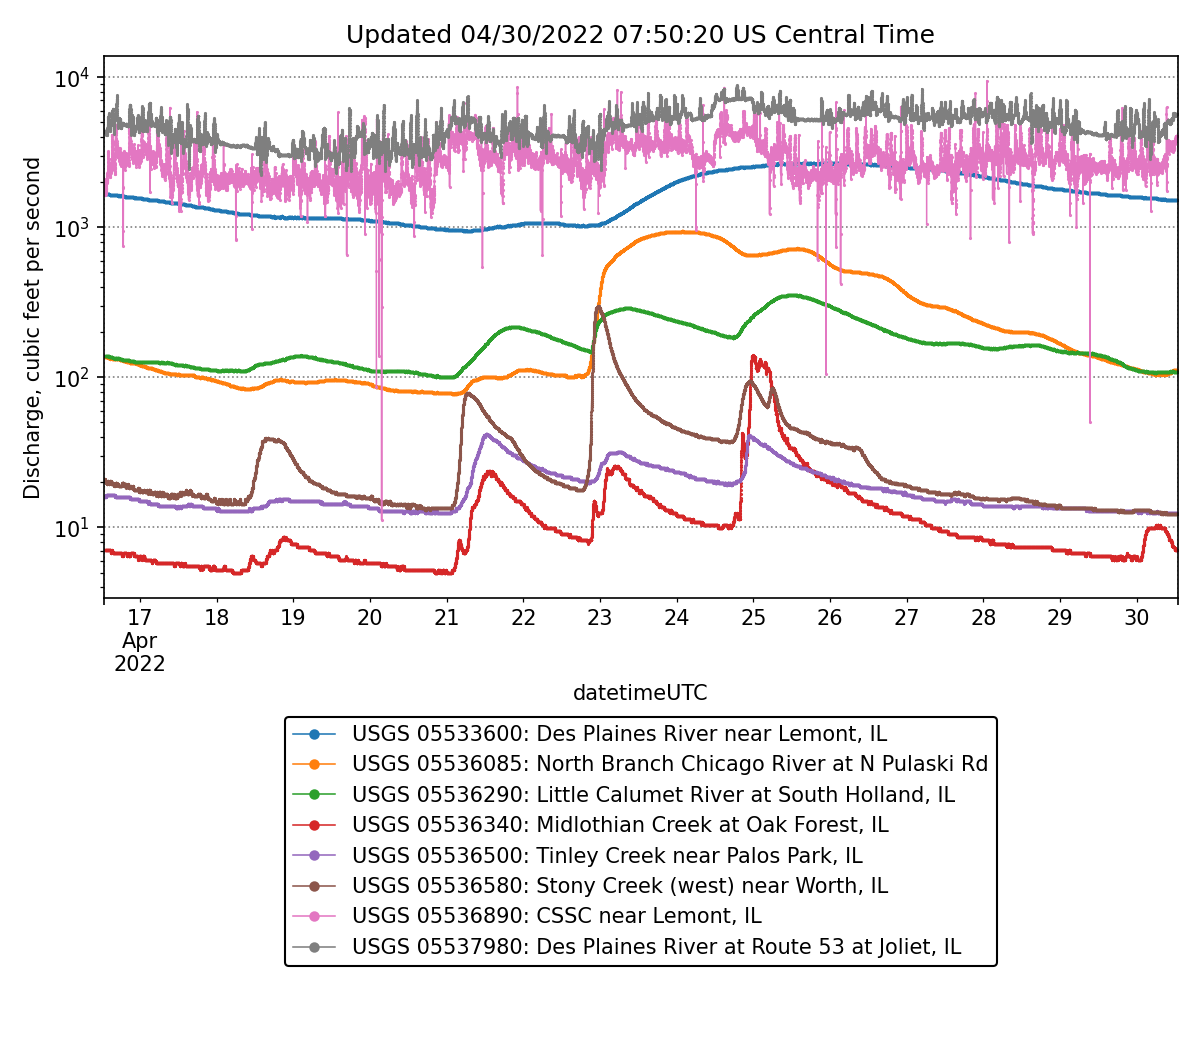 Updated 04/30/2022 07:50:20 US Central Time
Discharge, cubic feet per second
10^4
10^3
10^2
10^1
17 18 19 20 21 22 23 24 25 26 27 28 29 30
Apr
2022
datetimeUTC
USGS 05533600: Des Plaines River near Lemont, IL
USGS 05536085: North Branch Chicago River at N Pulaski Rd
USGS 05536290: Little Calumet River at South Holland, IL
USGS 05536340: Midlothian Creek at Oak Forest, IL
USGS 05536500: Tinley Creek near Palos Park, IL
USGS 05536580: Stony Creek (west) near Worth, IL
USGS 05536890: CSSC near Lemont, IL
USGS 05537980: Des Plaines River at Route 53 at Joliet, IL